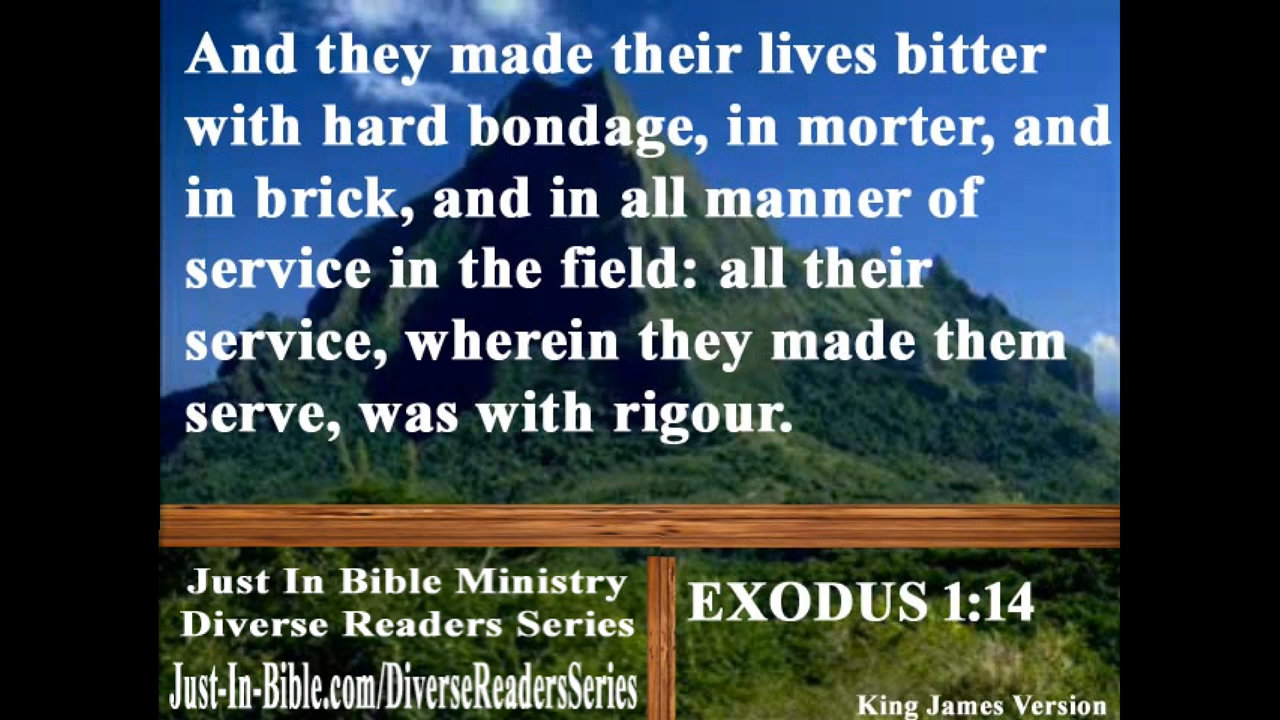 And they made their lives bitter
with hard bondage, in morter, and
in brick, and in all manner of
service in the field: all their
service, wherein they made them
serve, was with rigour.
Just In Bible Ministry
Diverse Readers Series
Just-In-Bible.com/DiverseReadersSeries
EXODUS 1:14
King James Version